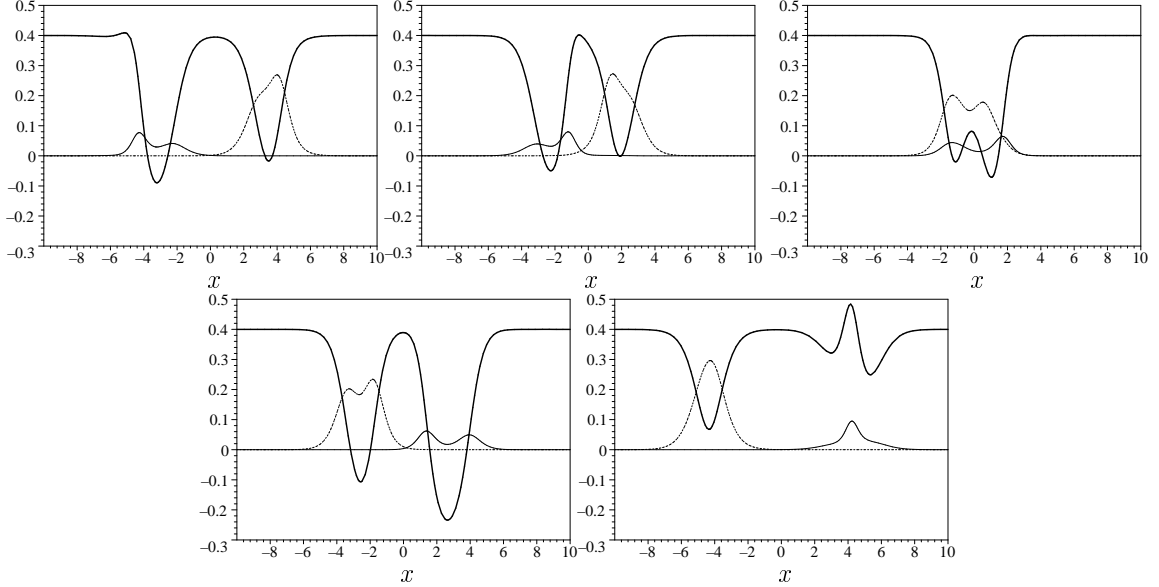 0.5 0.5 0.5
0.4 0.4 0.4
0.3 0.3 0.3
0.2 0.2 0.2
0.1 0.1 0.1
0 0 0
–0.1 –0.1 –0.1
–0.2 –0.2 –0.2
–0.3 –0.3 –0.3
–8 –6 –4 –2 0 2 4 6 8 10 –8 –6 –4 –2 0 2 4 6 8 10 –8 –6 –4 –2 0 2 4 6 8 10
x x x
0.5 0.5
0.4 0.4
0.3 0.3
0.2 0.2
0.1 0.1
0 0
–0.1 –0.1
–0.2 –0.2
–0.3 –0.3
–8 –6 –4 –2 0 2 4 6 8 10 –8 –6 –4 –2 0 2 4 6 8 10
x x